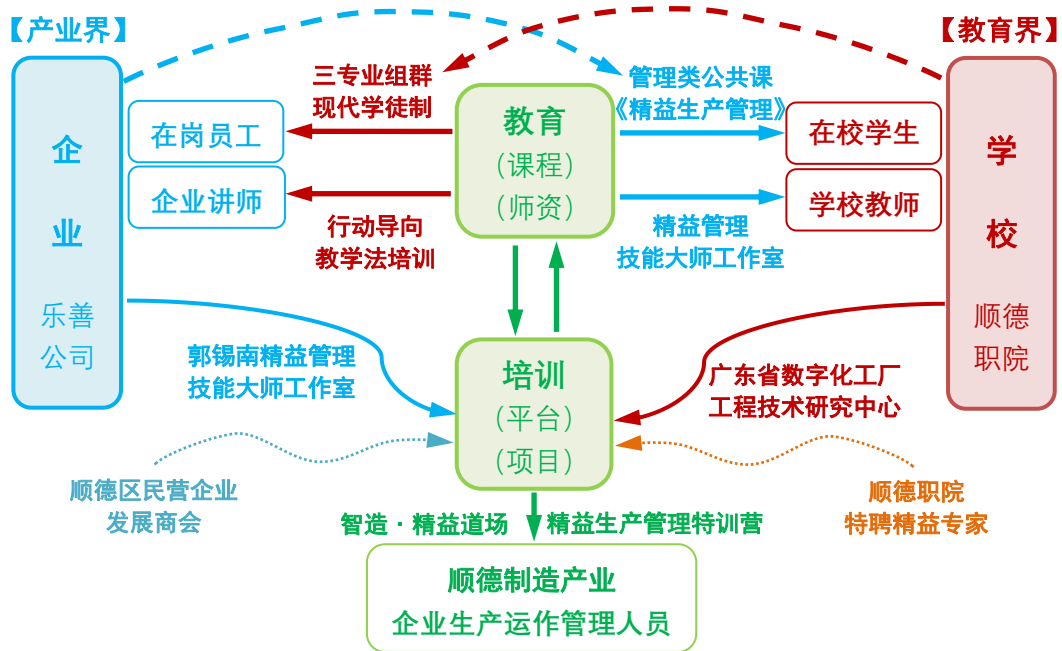 【产业界】
【教育界】
企
业
乐善
公司
三专业组群
现代学徒制
管理类公共课
《精益生产管理》
在岗员工
企业讲师
教育
（课程）
（师资）
在校学生
学校教师
学
校
顺德
职院
行动导向
教学法培训
精益管理
技能大师工作室
郭锡南精益管理
技能大师工作室
培训
（平台）
（项目）
广东省数字化工厂
工程技术研究中心
顺德区民营企业
发展商会
顺德职院
特聘精益专家
智造·精益道场
精益生产管理特训营
顺德制造产业
企业生产运作管理人员